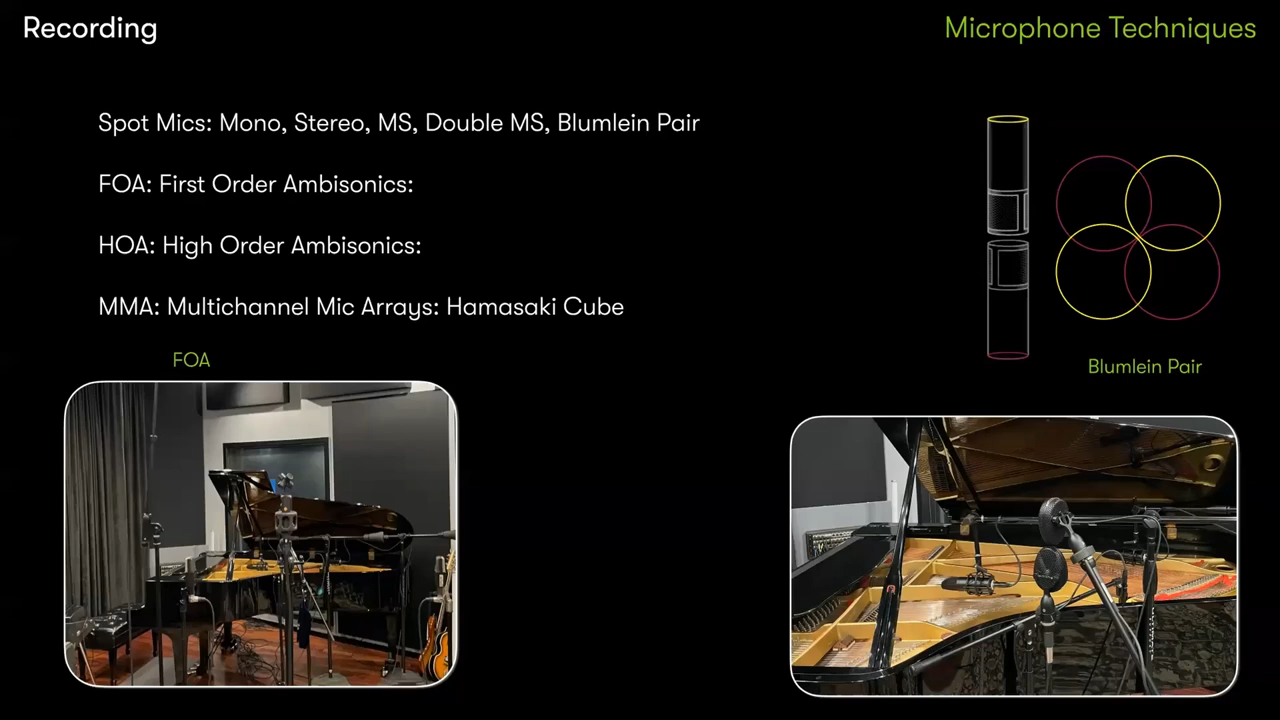 Recording
Microphone Techniques
Spot Mics: Mono, Stereo, MS, Double MS, Blumlein Pair
FOA: First Order Ambisonics:
HOA: High Order Ambisonics:
MMA: Multichannel Mic Arrays: Hamasaki Cube
FOA
Blumlein Pair